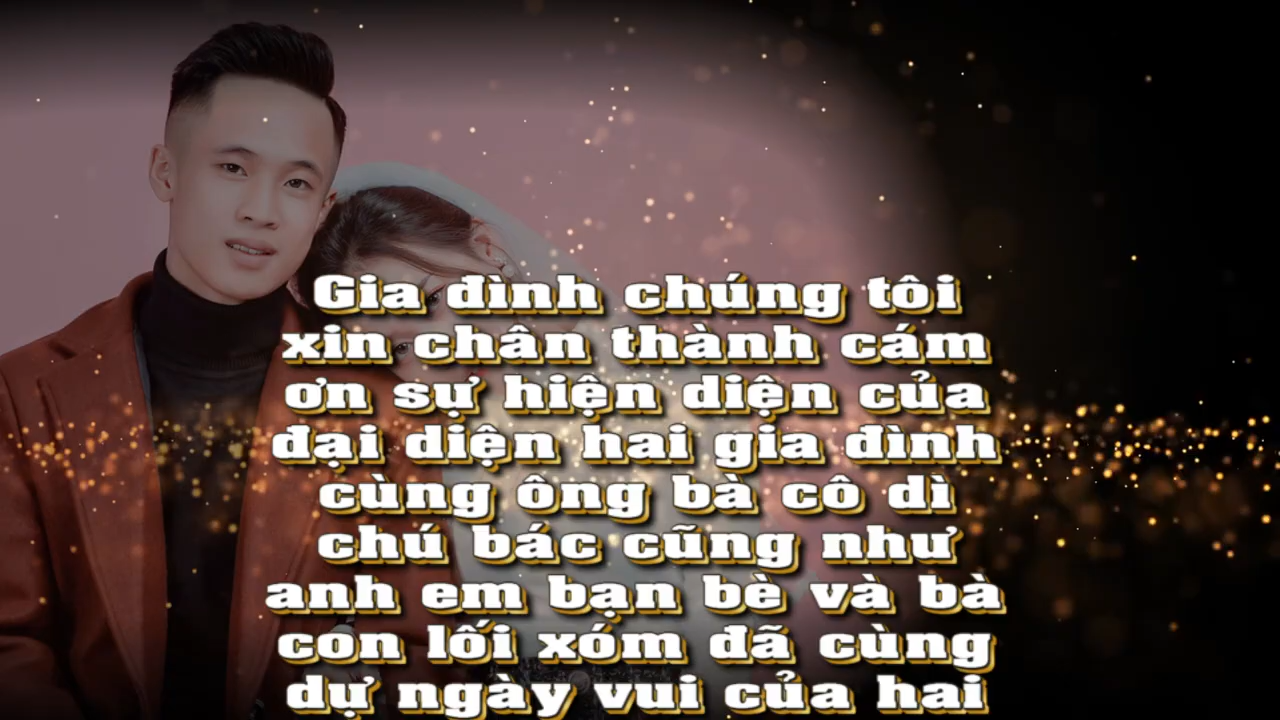 Gia đình chúng tôi
xin chân thành cám
ơn sự hiện diện của
đại diện hai gia đình
cùng ông bà cô dì
chú bác cũng như
anh em bạn bè và bà
con lối xóm đã cùng
dự ngày vui của hai